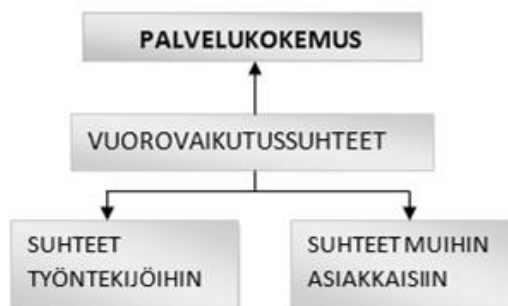 PALVELUKOKEMUS
VUOROVAIKUTUSSUHTEET
SUHTEET
TYÖNTEKIJÖIHIN
SUHTEET MUIHIN
ASIAKKAISIIN